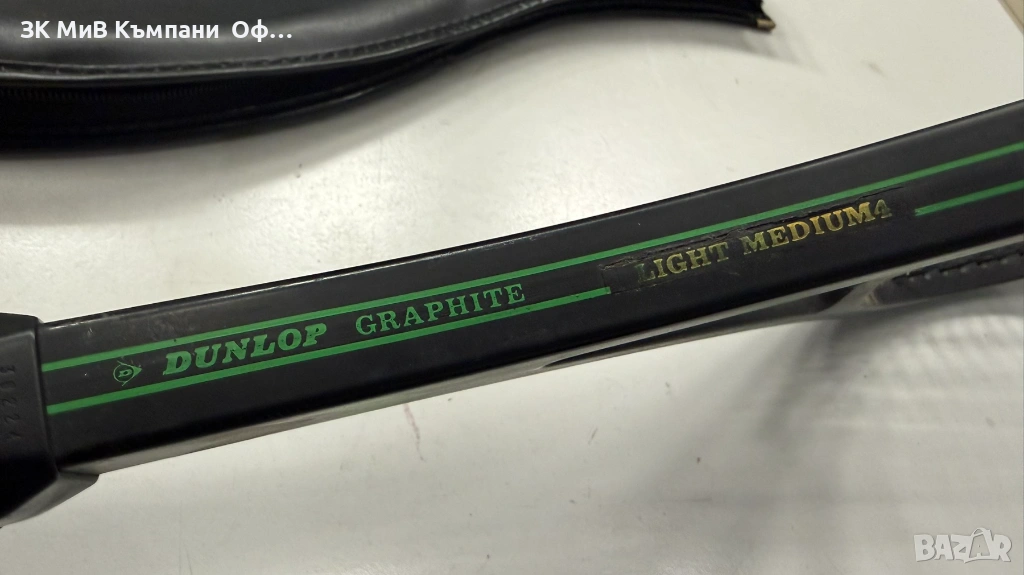 ЗК МиВ Къмпани Оф...
D DUNLOP GRAPHITE
LIGHT MEDIUM4
BAZAR